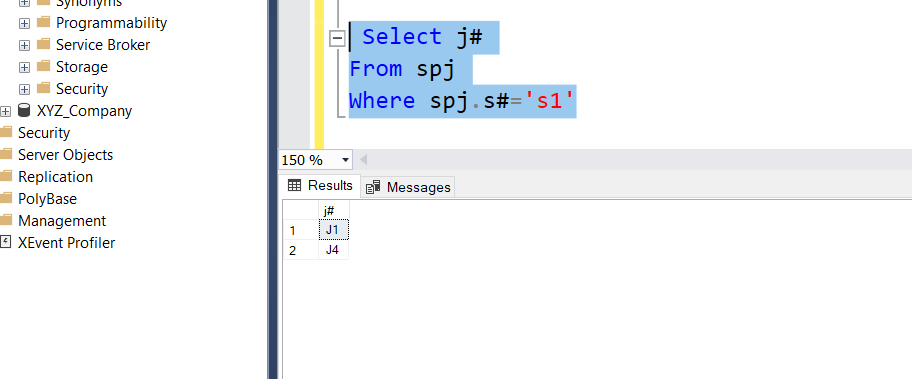 Synonyms
Programmability
Service Broker
Storage
Security
XYZ_Company
Security
Server Objects
Replication
PolyBase
Management
XEvent Profiler
Select j#
From spj
Where spj.s#='s1'
150 %
Results Messages
j#
1 J1
2 J4